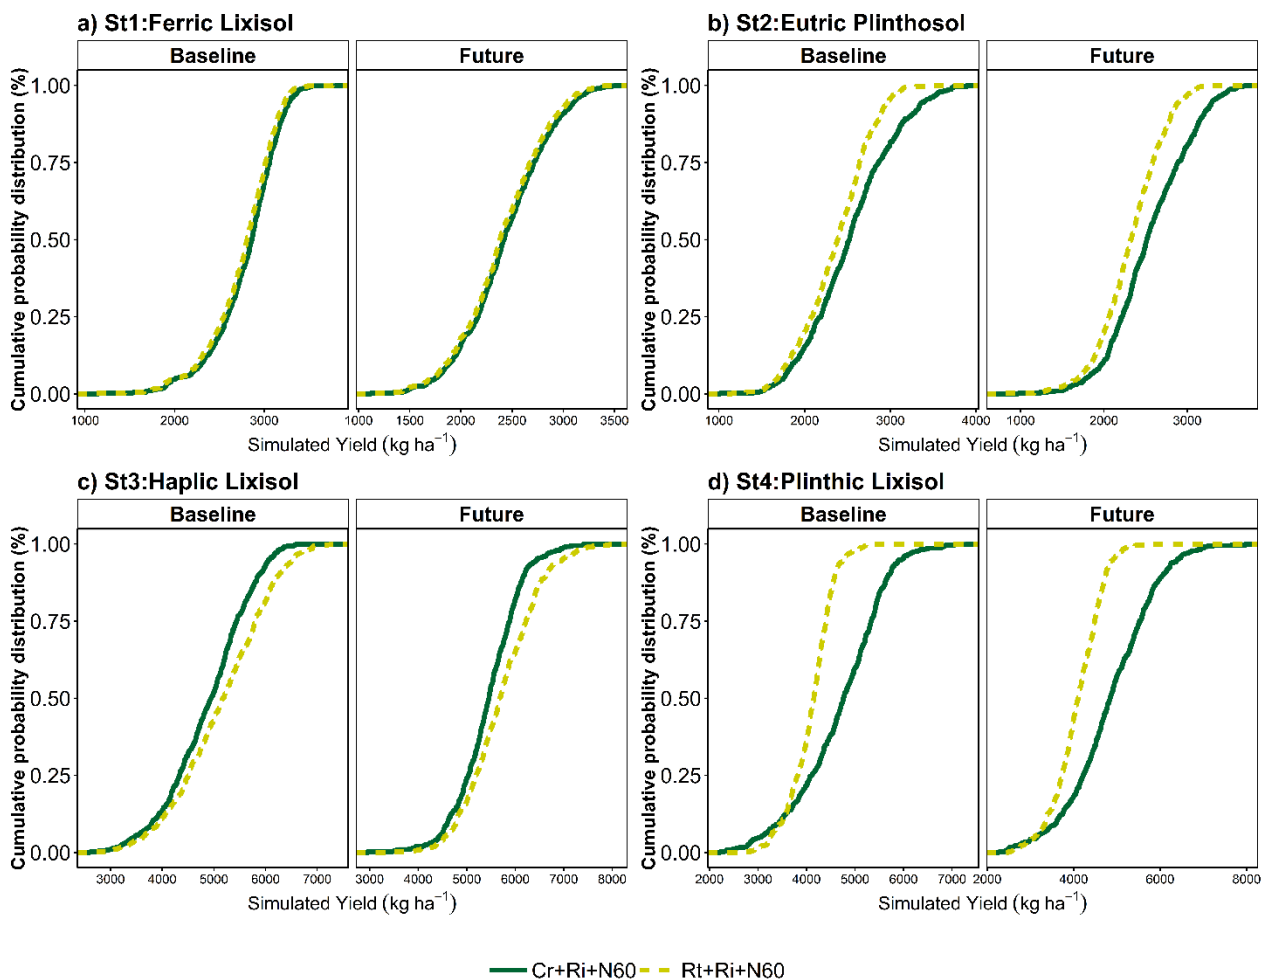 a) St1:Ferric Lixisol
Baseline
Future
Cumulative probability distribution (%)
1.00
0.75
0.50
0.25
0.00
1000 2000 3000
1000 1500 2000 2500 3000 3500
Simulated Yield (kg ha⁻¹)
b) St2:Eutric Plinthosol
Baseline
Future
Cumulative probability distribution (%)
1.00
0.75
0.50
0.25
0.00
1000 2000 3000 400
1000 2000 3000
Simulated Yield (kg ha⁻¹)
c) St3:Haplic Lixisol
Baseline
Future
Cumulative probability distribution (%)
1.00
0.75
0.50
0.25
0.00
3000 4000 5000 6000 7000
3000 4000 5000 6000 7000 8000
Simulated Yield (kg ha⁻¹)
d) St4:Plinthic Lixisol
Baseline
Future
Cumulative probability distribution (%)
1.00
0.75
0.50
0.25
0.00
2000 3000 4000 5000 6000 7000
2000 4000 6000 8000
Simulated Yield (kg ha⁻¹)
Cr+Ri+N60 Rt+Ri+N60